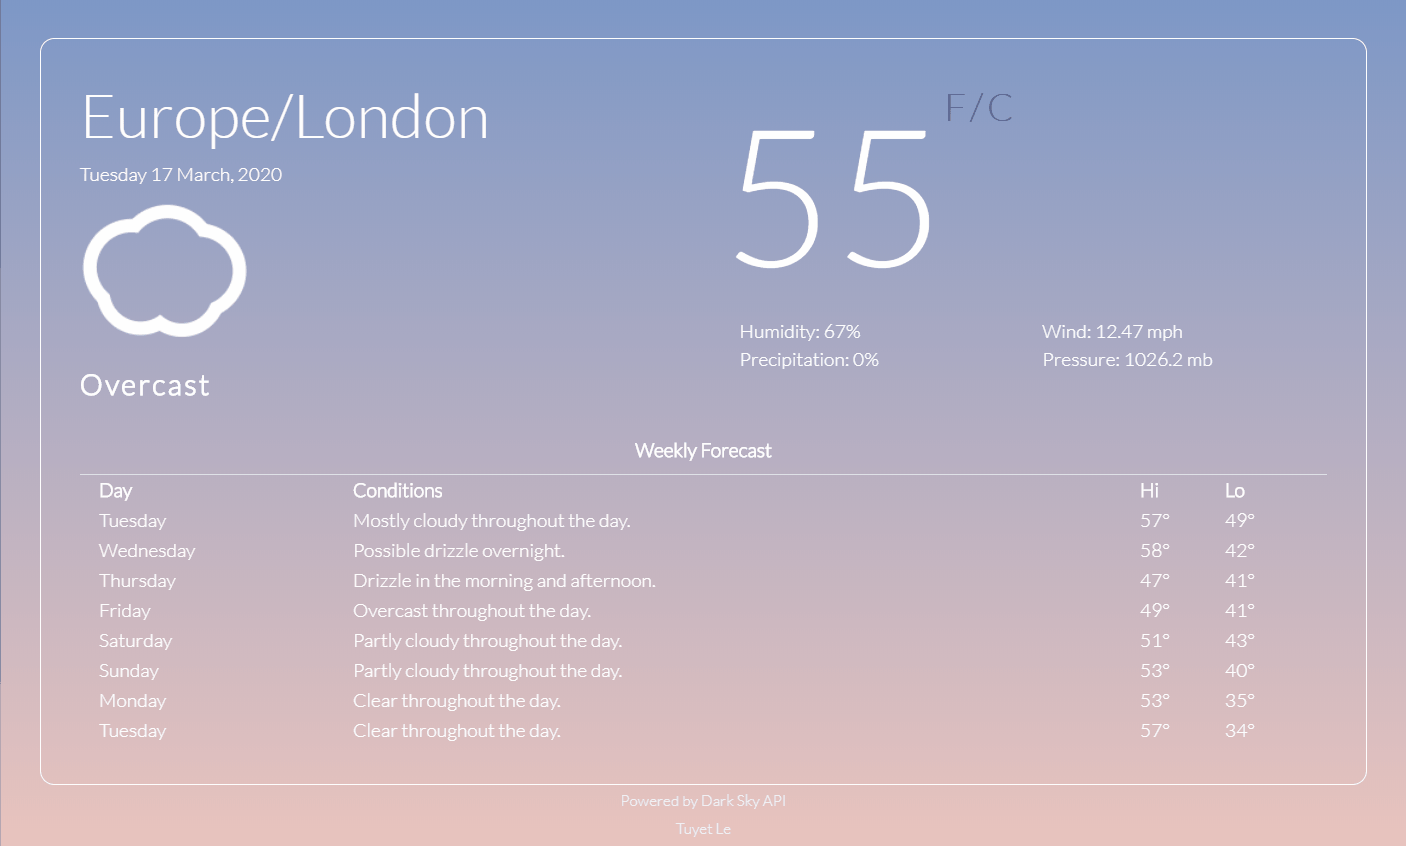 Europe/London
Tuesday 17 March, 2020
Overcast
55 F/C
Humidity: 67% Wind: 12.47 mph
Precipitation: 0% Pressure: 1026.2 mb
Weekly Forecast
Day Conditions Hi Lo
Tuesday Mostly cloudy throughout the day. 57° 49°
Wednesday Possible drizzle overnight. 58° 42°
Thursday Drizzle in the morning and afternoon. 47° 41°
Friday Overcast throughout the day. 49° 41°
Saturday Partly cloudy throughout the day. 51° 43°
Sunday Partly cloudy throughout the day. 53° 40°
Monday Clear throughout the day. 53° 35°
Tuesday Clear throughout the day. 57° 34°
Powered by Dark Sky API
Tuyet Le